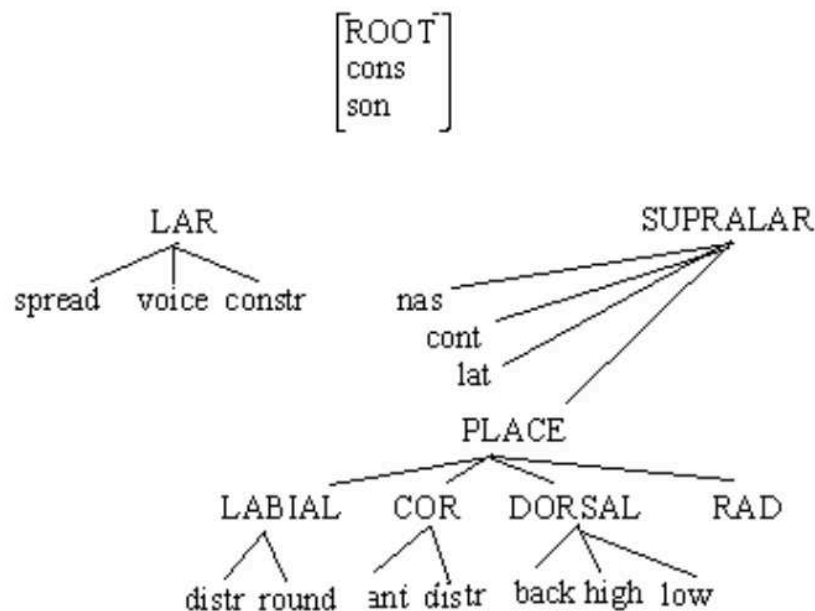 ROOT
cons
son
LAR SUPRALAR
spread voice constr nas
cont
lat
PLACE
LABIAL COR DORSAL RAD
distr round ant distr back high low